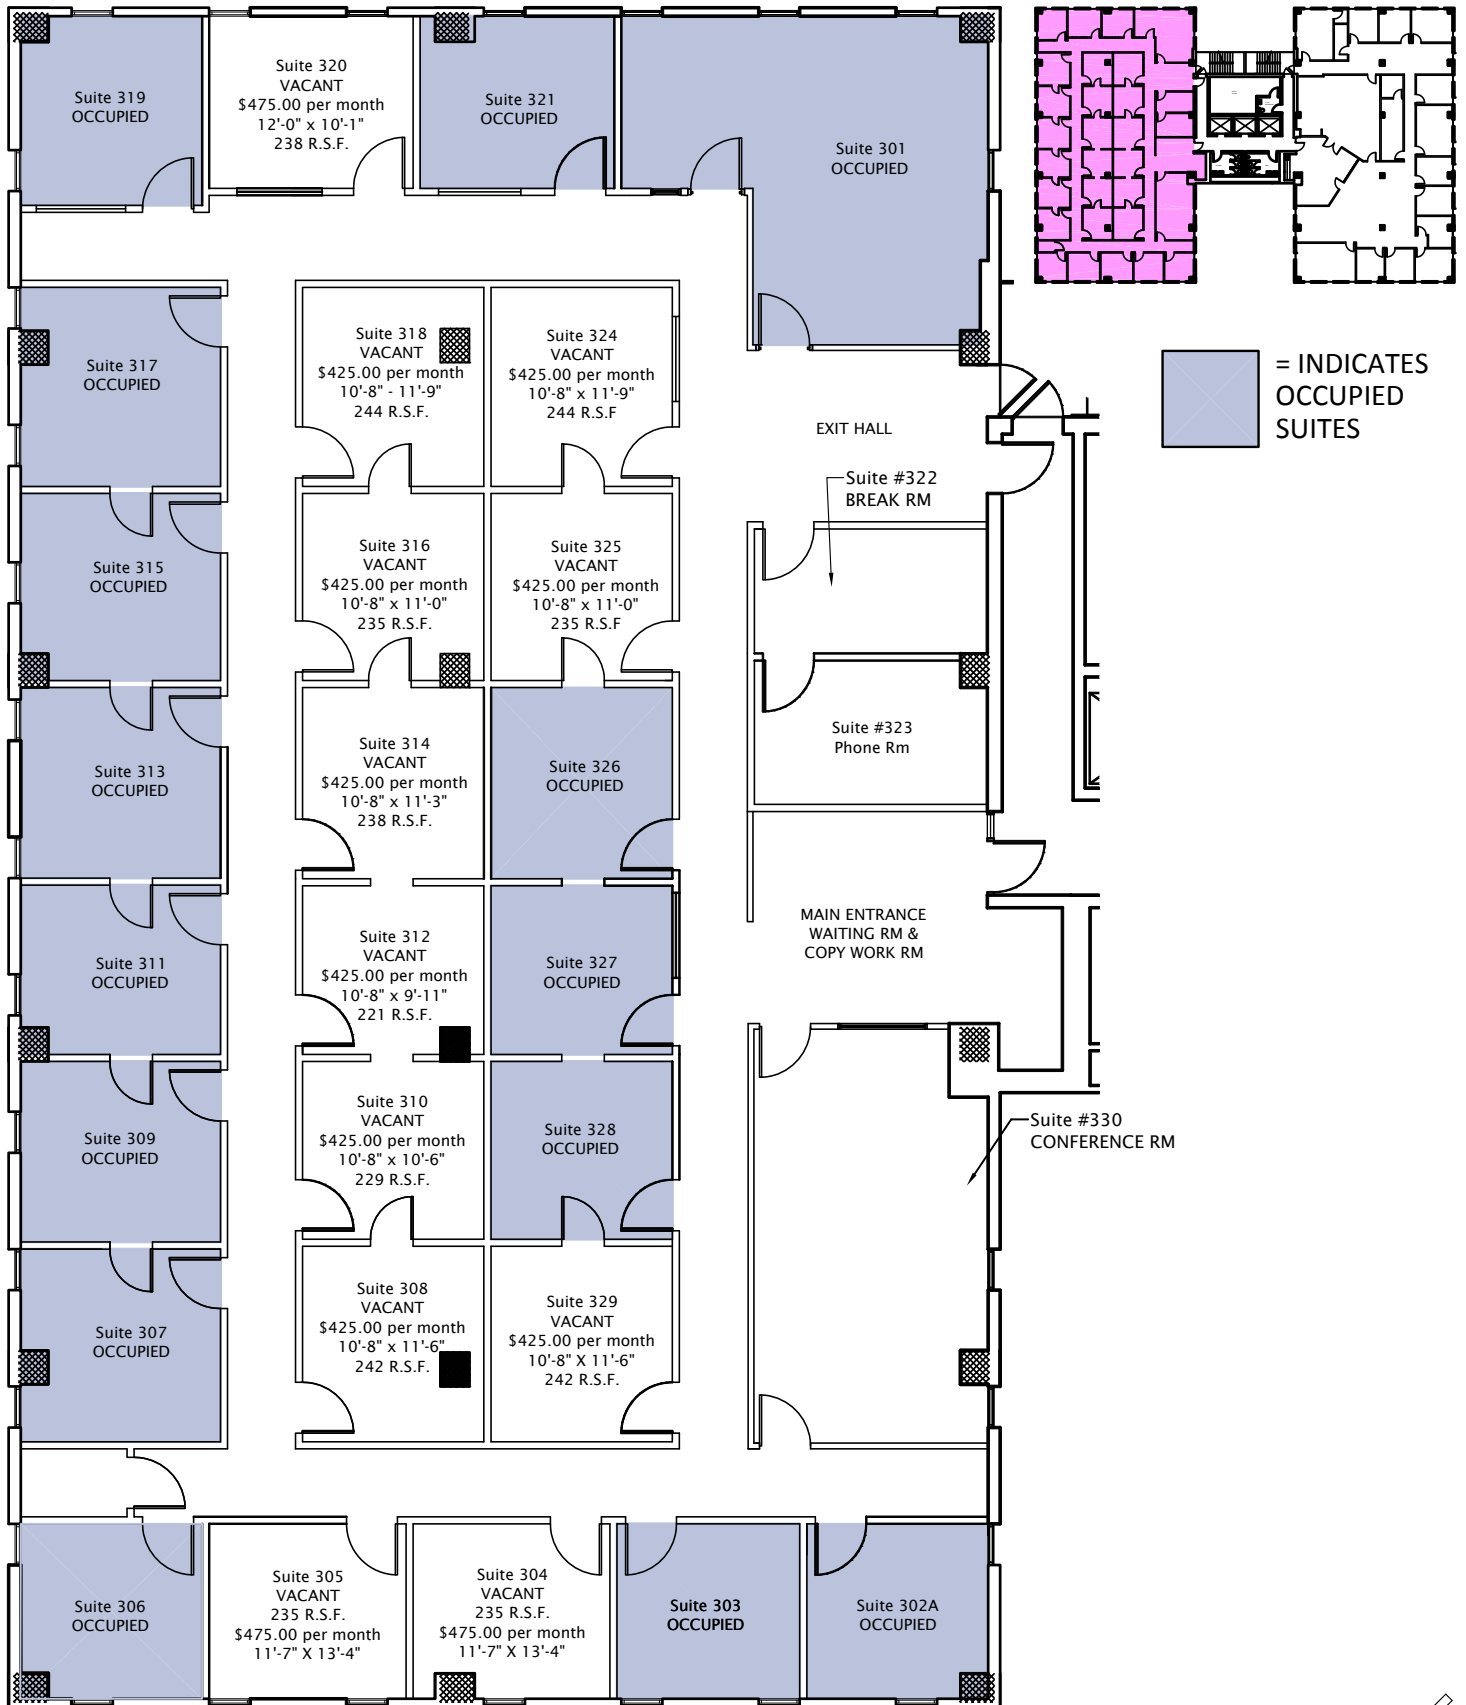 Suite 319
OCCUPIED
Suite 320
VACANT
$475.00 per month
12'-0" x 10'-1"
238 R.S.F.
Suite 321
OCCUPIED
Suite 301
OCCUPIED
= INDICATES
OCCUPIED
SUITES
Suite 317
OCCUPIED
Suite 318
VACANT
$425.00 per month
10'-8" - 11'-9"
244 R.S.F.
Suite 324
VACANT
$425.00 per month
10'-8" x 11'-9"
244 R.S.F
EXIT HALL
Suite #322
BREAK RM
Suite 315
OCCUPIED
Suite 316
VACANT
$425.00 per month
10'-8" x 11'-0"
235 R.S.F.
Suite 325
VACANT
$425.00 per month
10'-8" x 11'-0"
235 R.S.F
Suite #323
Phone Rm
Suite 313
OCCUPIED
Suite 314
VACANT
$425.00 per month
10'-8" x 11'-3"
238 R.S.F.
Suite 326
OCCUPIED
MAIN ENTRANCE
WAITING RM &
COPY WORK RM
Suite 311
OCCUPIED
Suite 312
VACANT
$425.00 per month
10'-8" x 9'-11"
221 R.S.F.
Suite 327
OCCUPIED
Suite 309
OCCUPIED
Suite 310
VACANT
$425.00 per month
10'-8" x 10'-6"
229 R.S.F.
Suite 328
OCCUPIED
Suite #330
CONFERENCE RM
Suite 307
OCCUPIED
Suite 308
VACANT
$425.00 per month
10'-8" x 11'-6"
242 R.S.F.
Suite 329
VACANT
$425.00 per month
10'-8" X 11'-6"
242 R.S.F.
Suite 306
OCCUPIED
Suite 305
VACANT
235 R.S.F.
$475.00 per month
11'-7" X 13'-4"
Suite 304
VACANT
235 R.S.F.
$475.00 per month
11'-7" X 13'-4"
Suite 303
OCCUPIED
Suite 302A
OCCUPIED